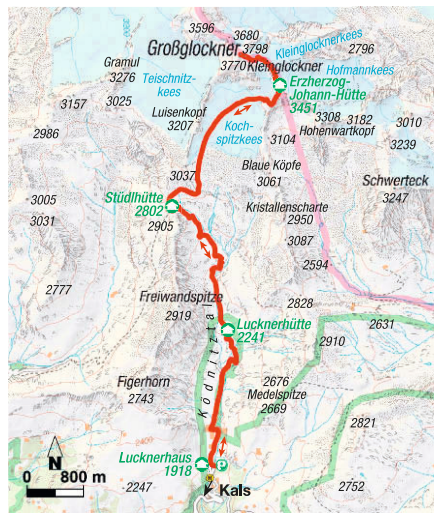 3596
3680
Großglockner
3798
Kleinglocknerkees
2796
3770
Kleinglockner
Gramul
3276
Teischnitz-
kees
Hofmannkees
Erzherzog-
Johann-Hütte
3451
3157
3025
Luisenkopf
3207
Koch-
spitzkees
3308
3182
3010
Hohenwartkopf
2986
3104
3239
Blaue Köpfe
3061
3037
Schwerteck
3247
3005
Stüdlhütte
2802
Kristallenscharte
2950
3031
2905
3087
2594
2777
Freiwandspitze
2919
2828
Ködnitztal
Lucknerhütte
2241
2631
2910
Figerhorn
2743
2676
Medelspitze
2669
2821
Lucknerhaus
1918
P
N
0 800 m
2247
Kals
2752